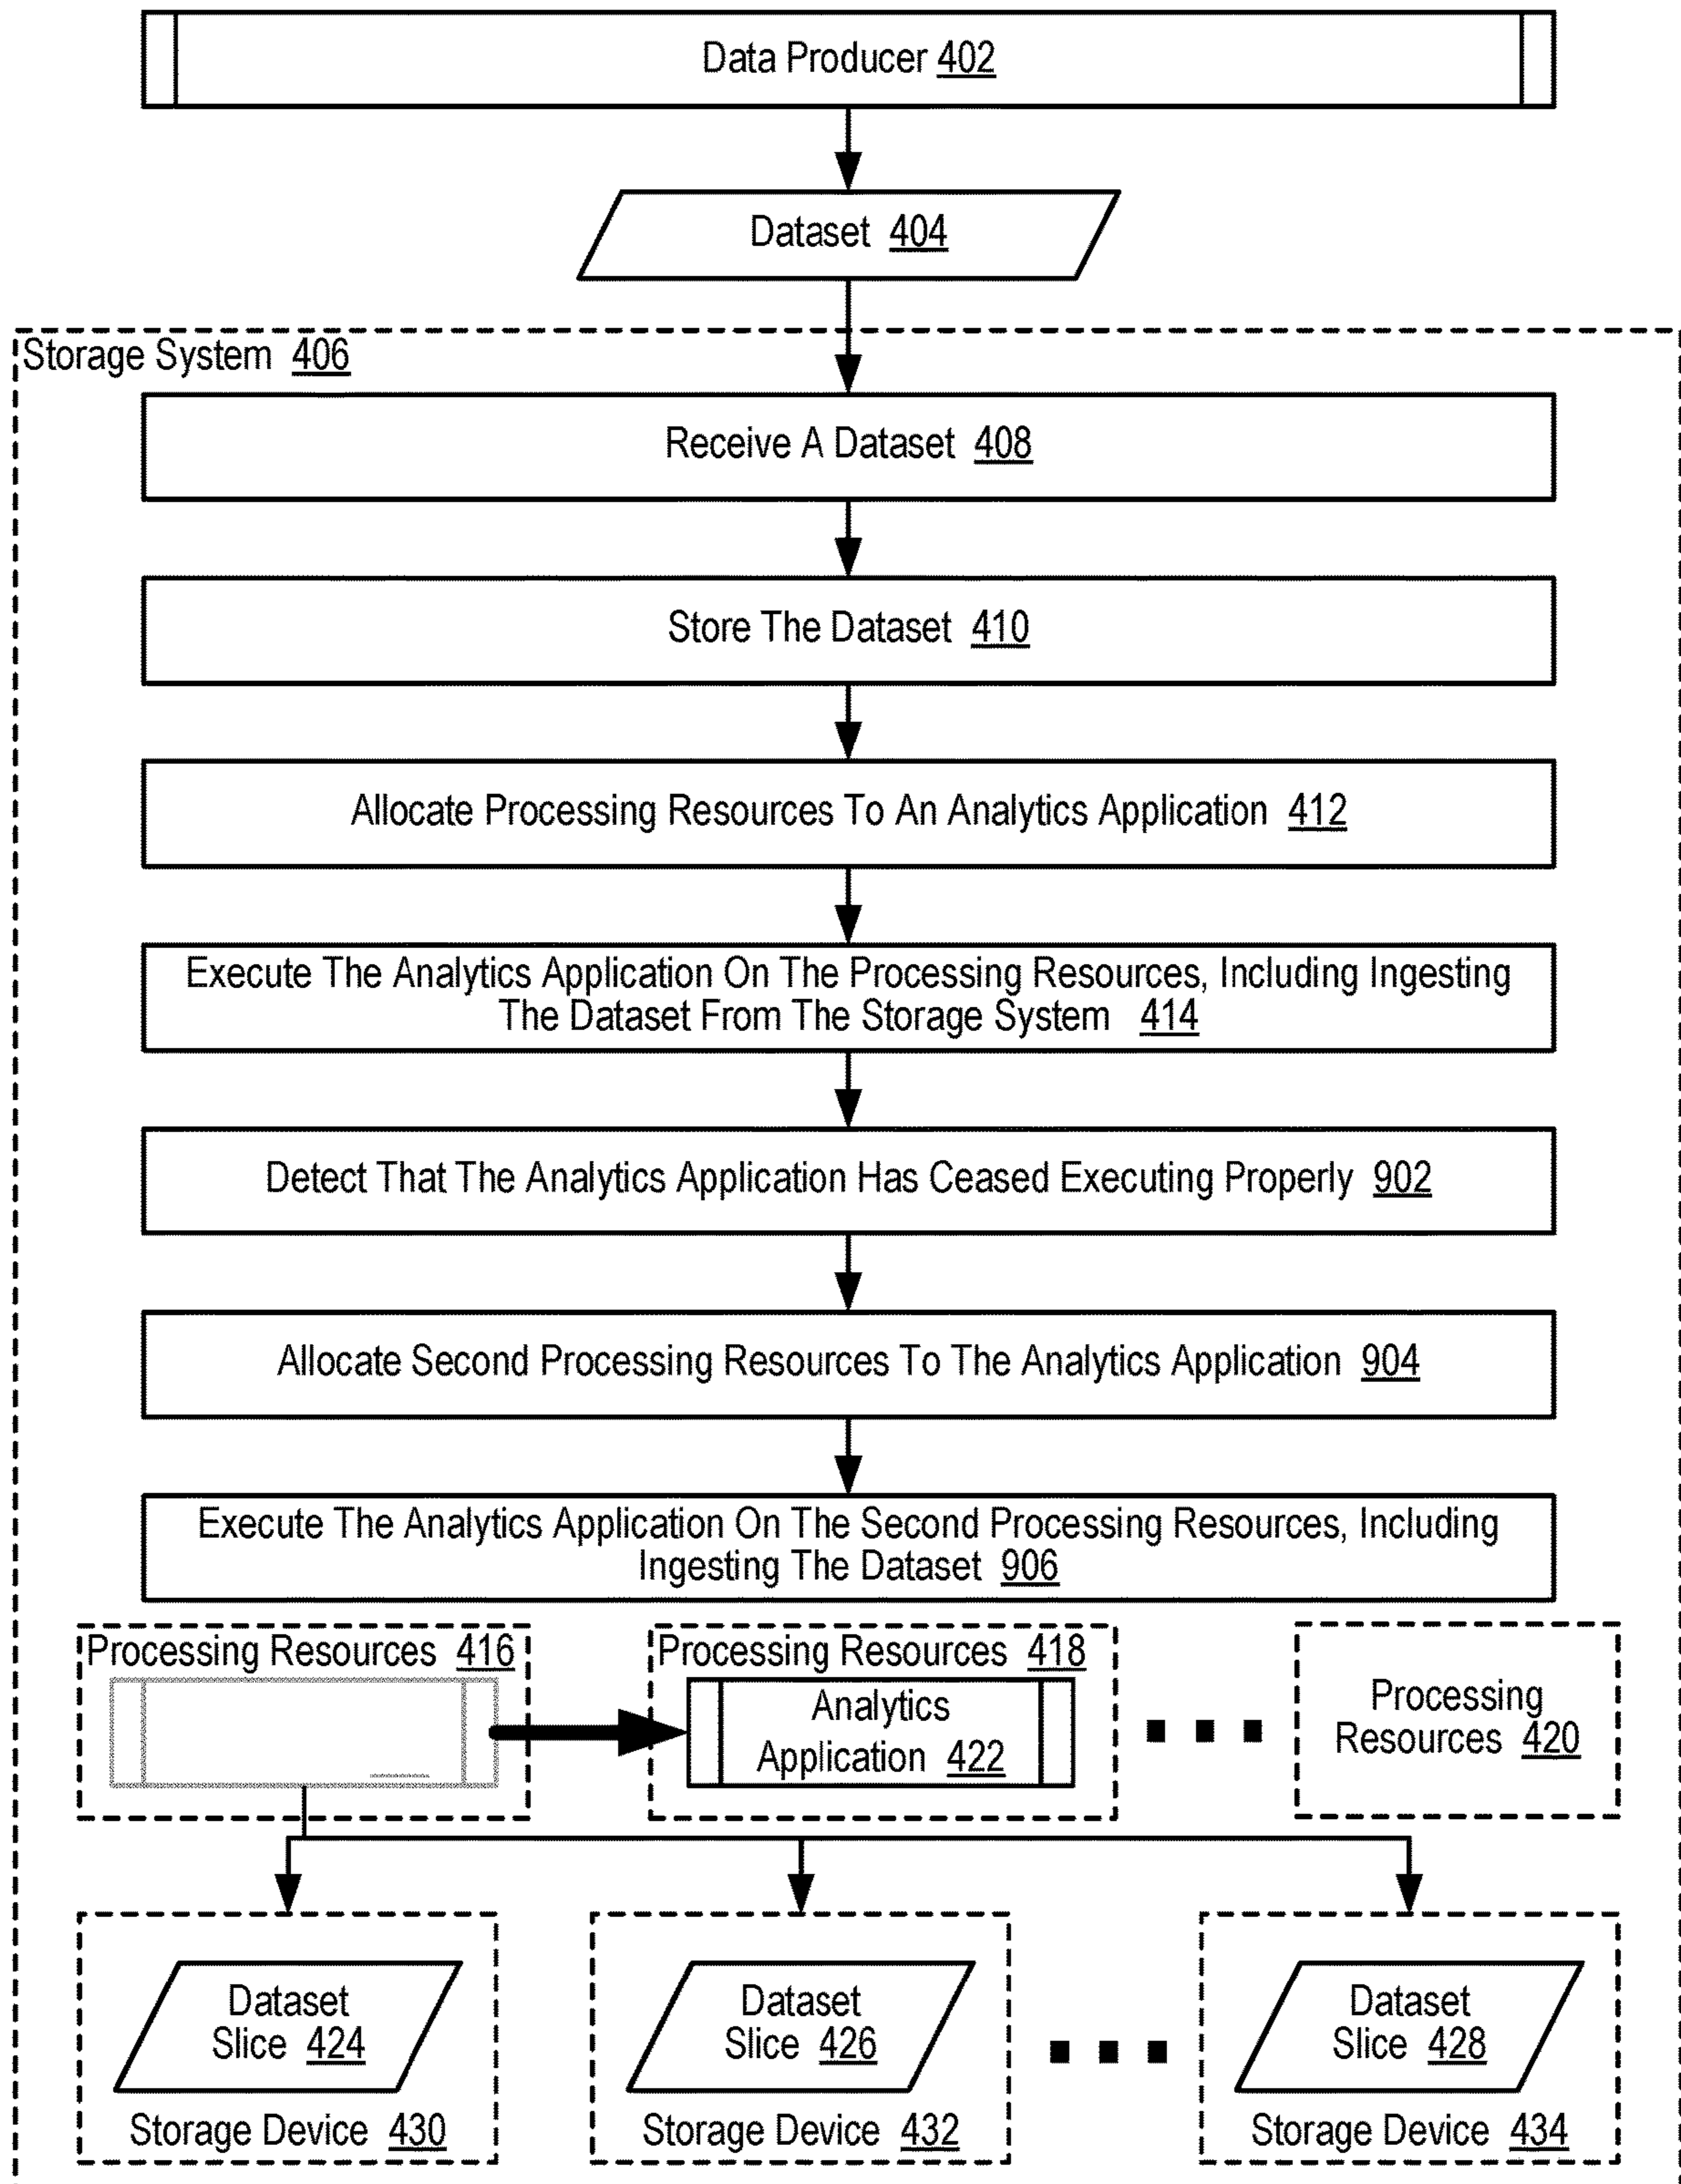 Data Producer 402
Dataset 404
Storage System 406
Receive A Dataset 408
Store The Dataset 410
Allocate Processing Resources To An Analytics Application 412
Execute The Analytics Application On The Processing Resources, Including Ingesting
The Dataset From The Storage System 414
Detect That The Analytics Application Has Ceased Executing Properly 902
Allocate Second Processing Resources To The Analytics Application 904
Execute The Analytics Application On The Second Processing Resources, Including
Ingesting The Dataset 906
Processing Resources 416
Processing Resources 418
Analytics
Application 422
Processing
Resources 420
Dataset
Slice 424
Storage Device 430
Dataset
Slice 426
Storage Device 432
Dataset
Slice 428
Storage Device 434